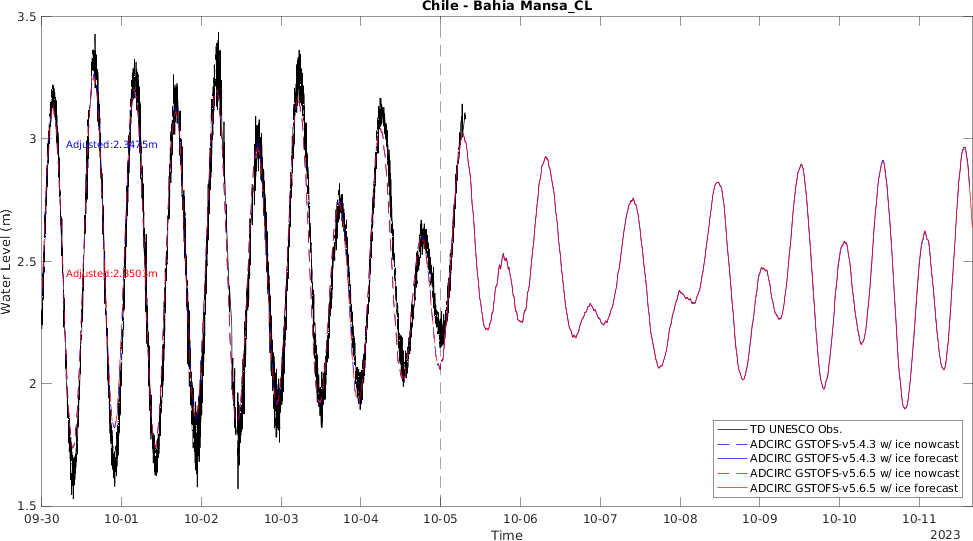 Chile - Bahia Mansa_CL
3.5
3
2.5
2
1.5
Water Level (m)
Adjusted:2.3475m
Adjusted:2.3503m
TD UNESCO Obs.
ADCIRC GSTOFS-v5.4.3 w/ ice nowcast
ADCIRC GSTOFS-v5.4.3 w/ ice forecast
ADCIRC GSTOFS-v5.6.5 w/ ice nowcast
ADCIRC GSTOFS-v5.6.5 w/ ice forecast
09-30 10-01 10-02 10-03 10-04 10-05 10-06 10-07 10-08 10-09 10-10 10-11
Time
2023